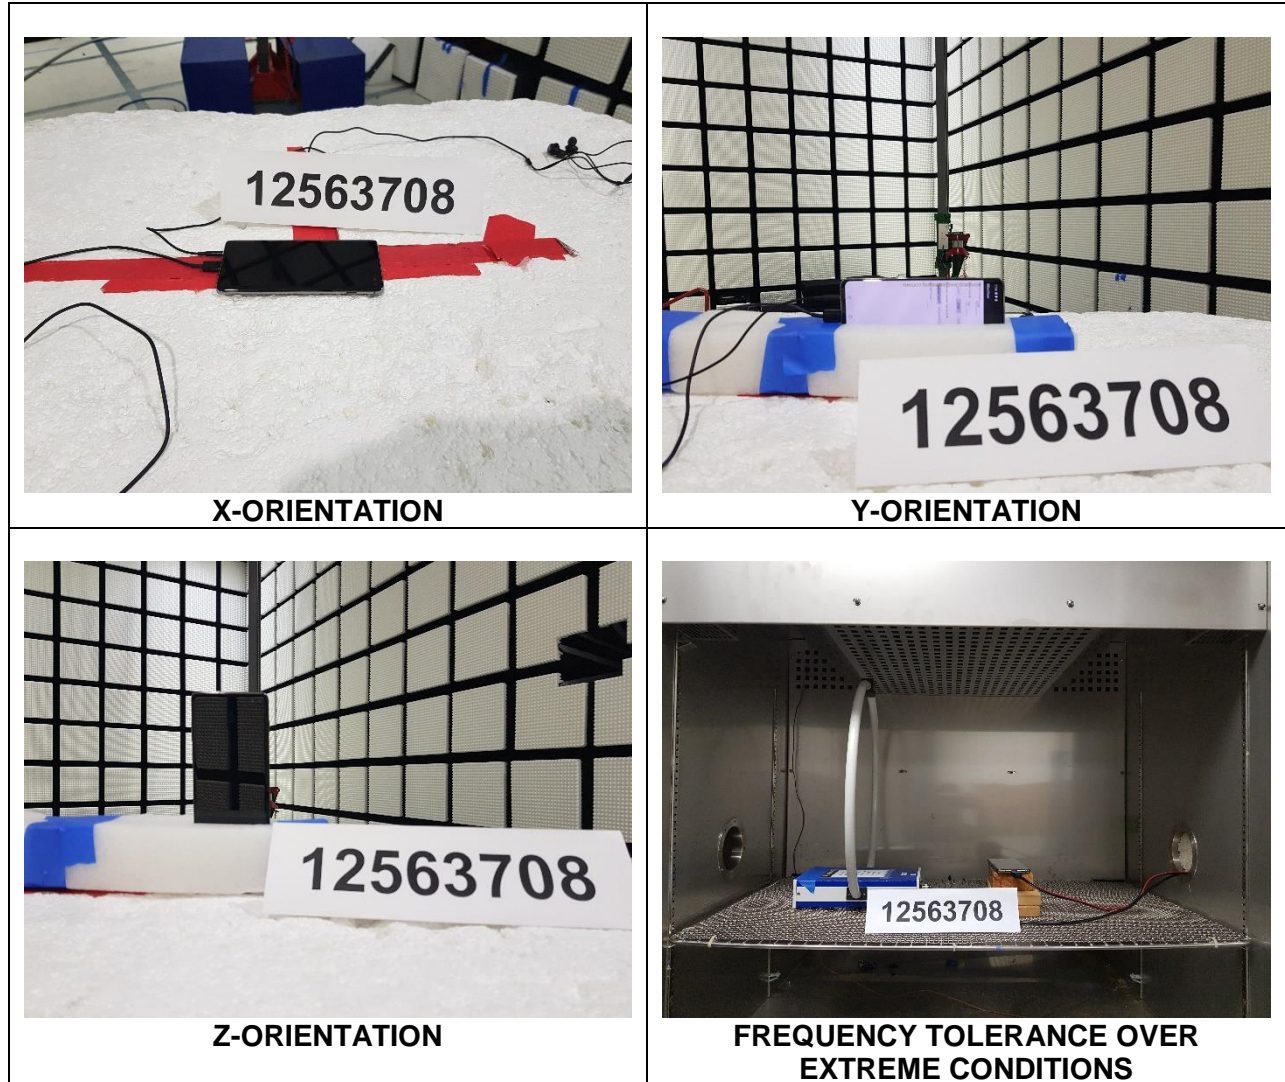 12563708
12563708
X-ORIENTATION
Y-ORIENTATION
12563708
12563708
Z-ORIENTATION
FREQUENCY TOLERANCE OVER
EXTREME CONDITIONS